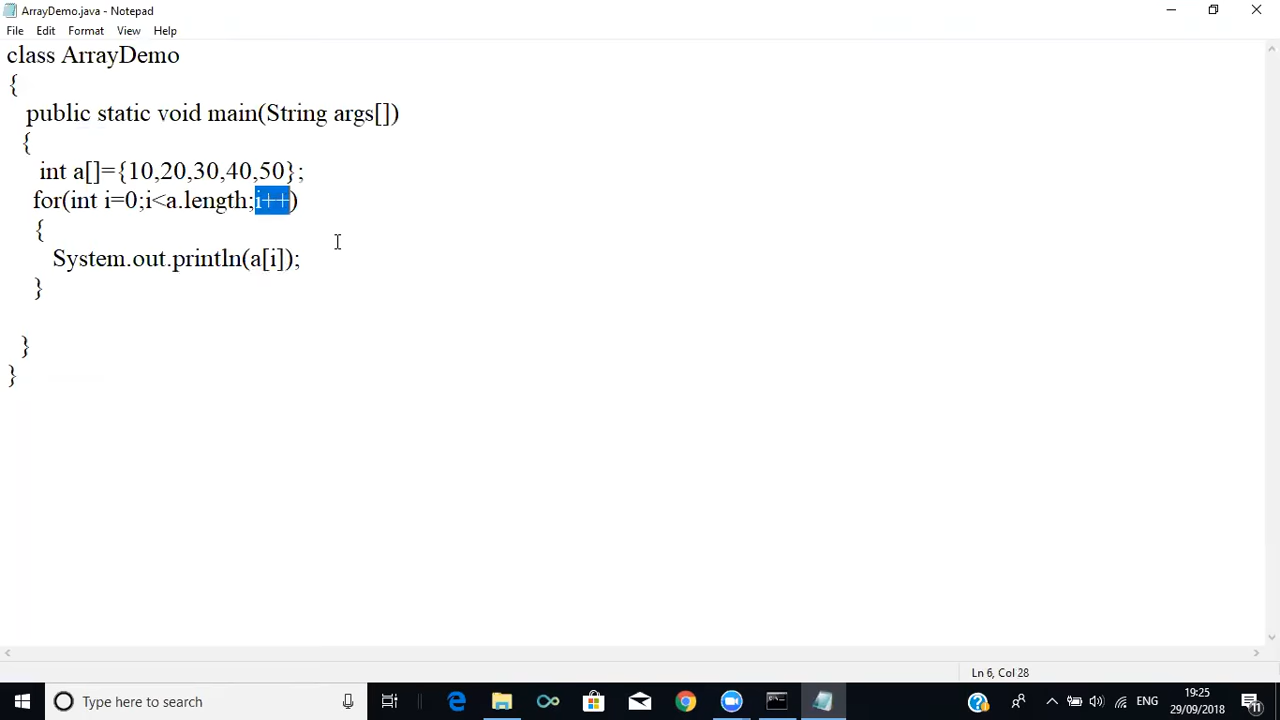 ArrayDemo.java - Notepad
File Edit Format View Help
class ArrayDemo
{
public static void main(String args[])
{
int a[]={10,20,30,40,50};
for(int i=0;i<a.length;i++)
{
System.out.println(a[i]);
}
}
}
Ln 6, Col 28
Type here to search
ENG
19:25
29/09/2018
11